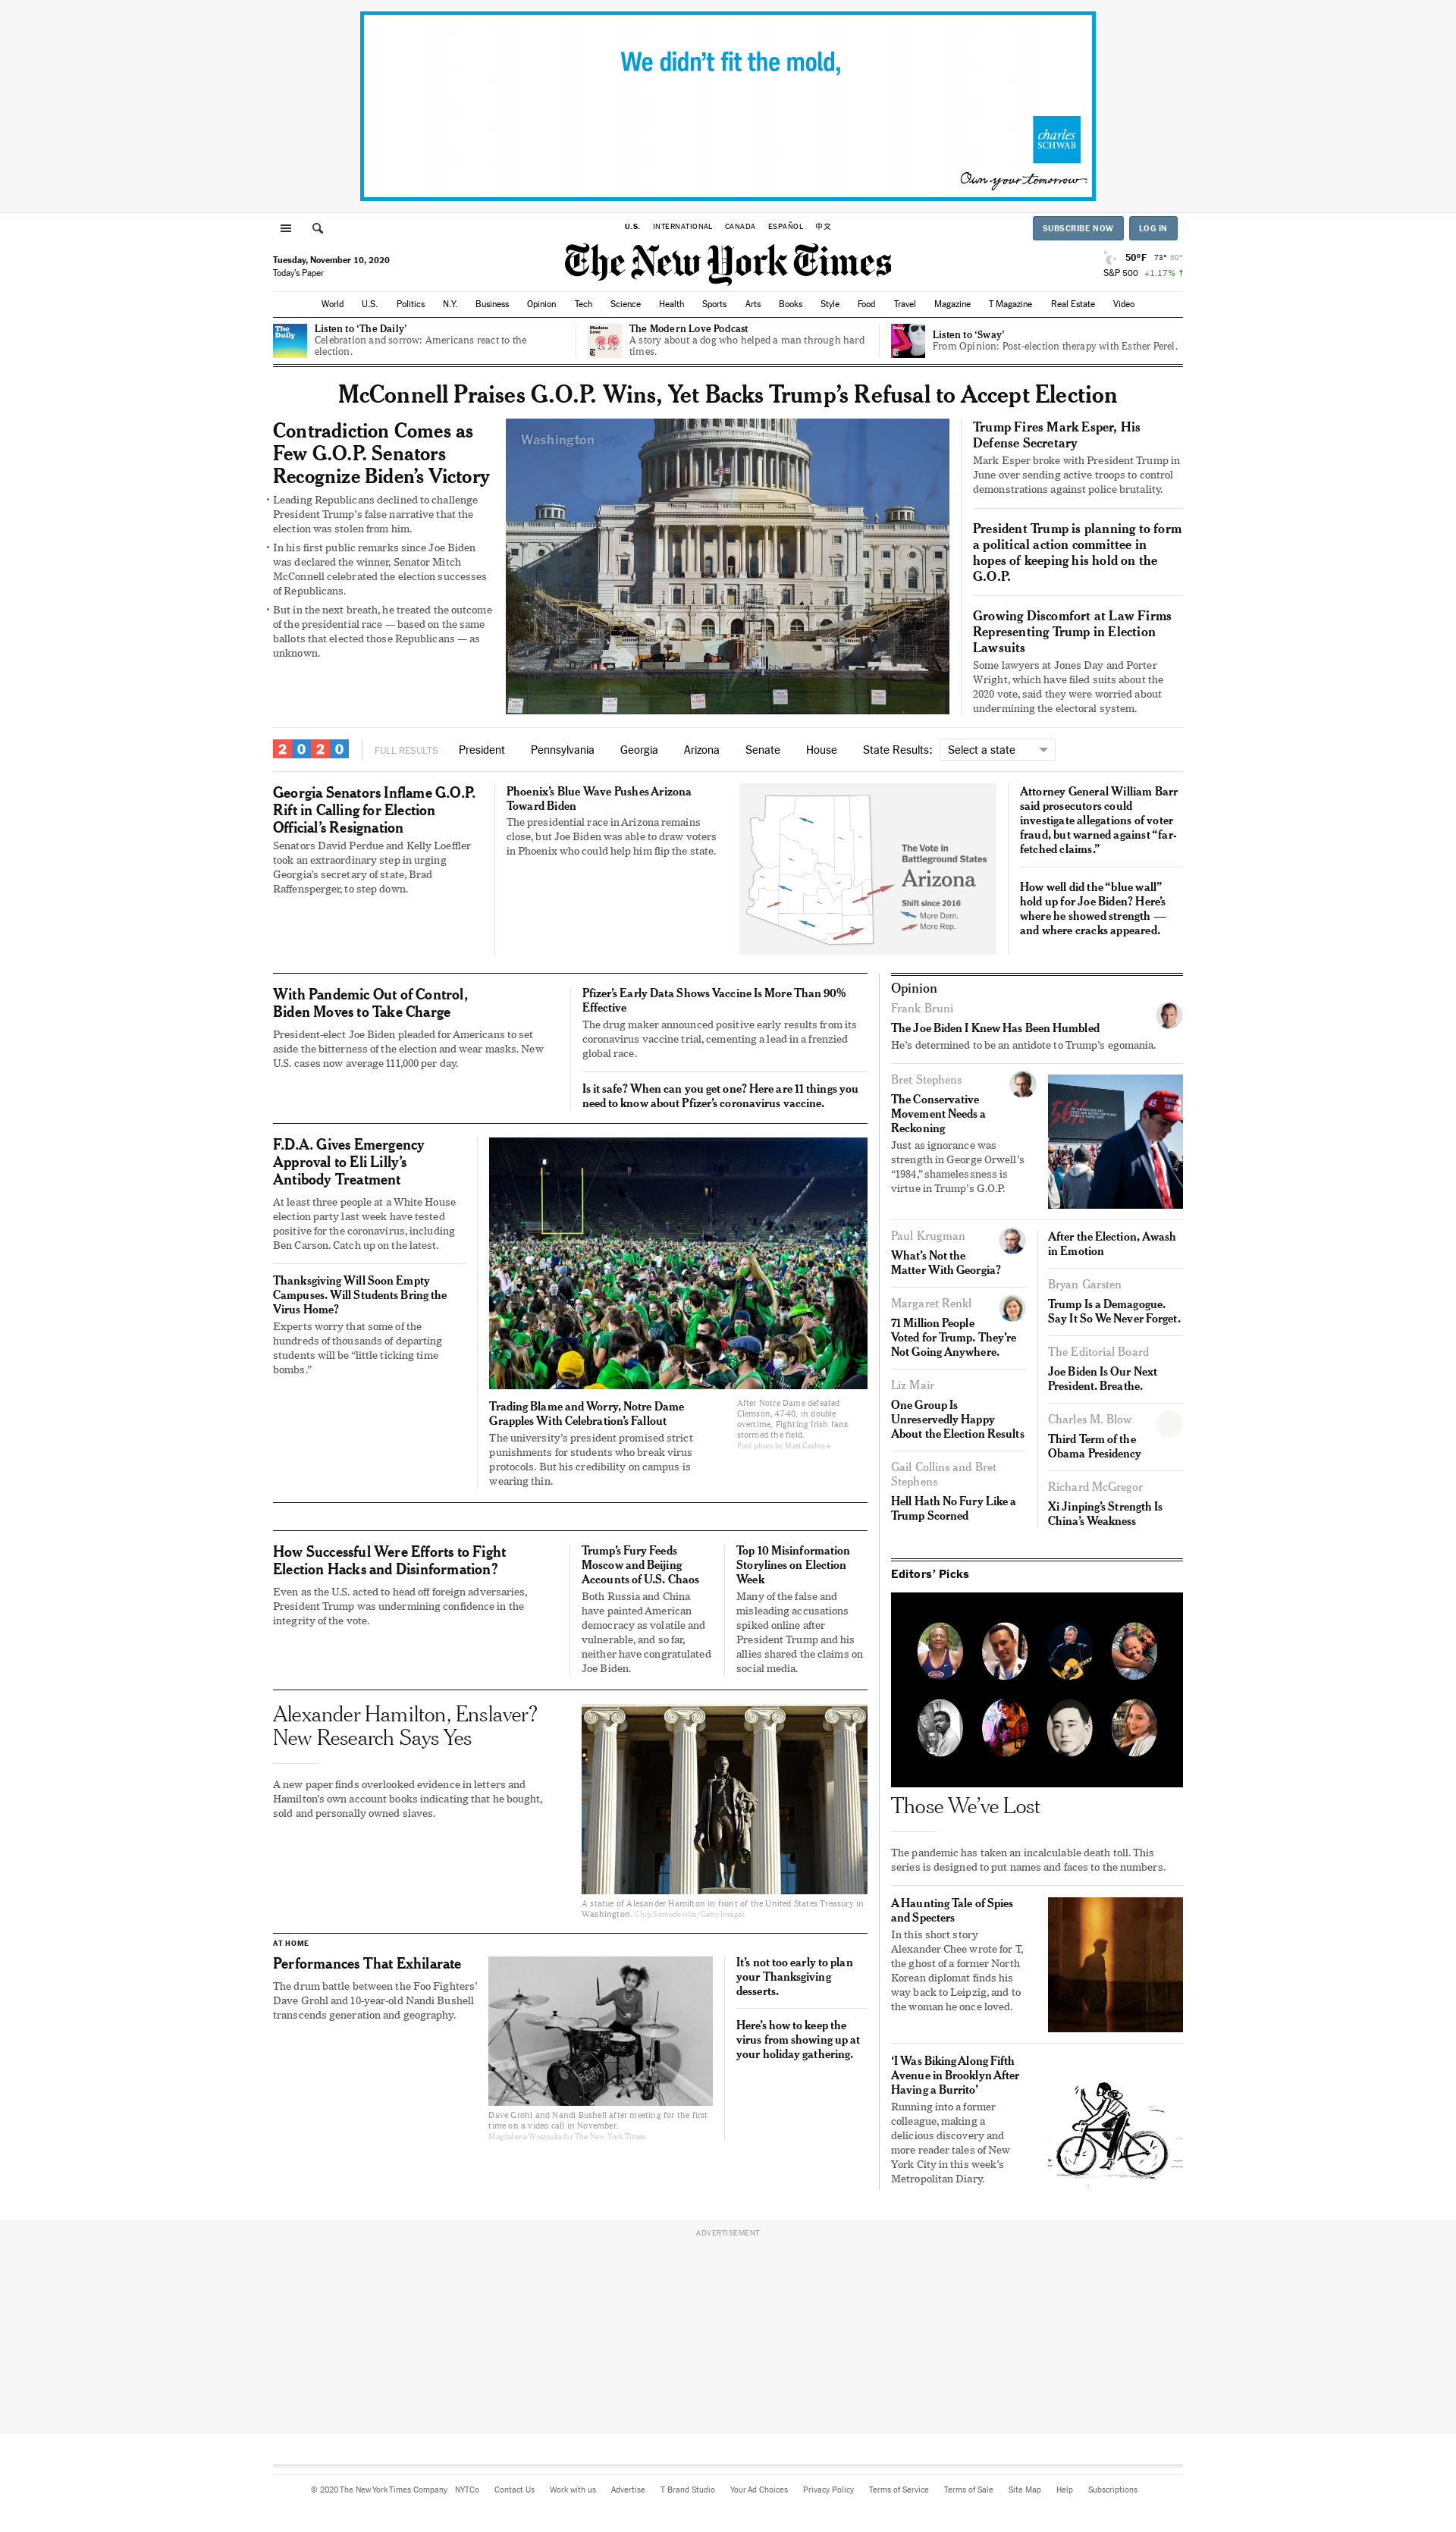 We didn't fit the mold,
charles
SCHWAB
Own your tomorrow
U.S. INTERNATIONAL CANADA ESPAÑOL 中文
SUBSCRIBE NOW LOG IN
The New York Times
Tuesday, November 10, 2020
Today's Paper
50°F 73° 60°
S&P 500 +1.17% ↑
World U.S. Politics N.Y. Business Opinion Tech Science Health Sports Arts Books Style Food Travel Magazine T Magazine Real Estate Video
The
Daily
Listen to 'The Daily'
Celebration and sorrow: Americans react to the
election.
Modern
Love
The Modern Love Podcast
A story about a dog who helped a man through hard
times.
Listen to 'Sway'
From Opinion: Post-election therapy with Esther Perel.
McConnell Praises G.O.P. Wins, Yet Backs Trump's Refusal to Accept Election
Contradiction Comes as
Few G.O.P. Senators
Recognize Biden's Victory
• Leading Republicans declined to challenge
President Trump's false narrative that the
election was stolen from him.
• In his first public remarks since Joe Biden
was declared the winner, Senator Mitch
McConnell celebrated the election successes
of Republicans.
• But in the next breath, he treated the outcome
of the presidential race — based on the same
ballots that elected those Republicans — as
unknown.
Washington
Trump Fires Mark Esper, His
Defense Secretary
Mark Esper broke with President Trump in
June over sending active troops to control
demonstrations against police brutality.
President Trump is planning to form
a political action committee in
hopes of keeping his hold on the
G.O.P.
Growing Discomfort at Law Firms
Representing Trump in Election
Lawsuits
Some lawyers at Jones Day and Porter
Wright, which have filed suits about the
2020 vote, said they were worried about
undermining the electoral system.
2020 FULL RESULTS President Pennsylvania Georgia Arizona Senate House State Results: Select a state
Georgia Senators Inflame G.O.P.
Rift in Calling for Election
Official's Resignation
Senators David Perdue and Kelly Loeffler
took an extraordinary step in urging
Georgia's secretary of state, Brad
Raffensperger, to step down.
Phoenix's Blue Wave Pushes Arizona
Toward Biden
The presidential race in Arizona remains
close, but Joe Biden was able to draw voters
in Phoenix who could help him flip the state.
The Vote in
Battleground States
Arizona
Shift since 2016
More Dem.
More Rep.
Attorney General William Barr
said prosecutors could
investigate allegations of voter
fraud, but warned against "far-
fetched claims."
How well did the "blue wall"
hold up for Joe Biden? Here's
where he showed strength —
and where cracks appeared.
With Pandemic Out of Control,
Biden Moves to Take Charge
President-elect Joe Biden pleaded for Americans to set
aside the bitterness of the election and wear masks. New
U.S. cases now average 111,000 per day.
Pfizer's Early Data Shows Vaccine Is More Than 90%
Effective
The drug maker announced positive early results from its
coronavirus vaccine trial, cementing a lead in a frenzied
global race.
Is it safe? When can you get one? Here are 11 things you
need to know about Pfizer's coronavirus vaccine.
F.D.A. Gives Emergency
Approval to Eli Lilly's
Antibody Treatment
At least three people at a White House
election party last week have tested
positive for the coronavirus, including
Ben Carson. Catch up on the latest.
Thanksgiving Will Soon Empty
Campuses. Will Students Bring the
Virus Home?
Experts worry that some of the
hundreds of thousands of departing
students will be "little ticking time
bombs."
Trading Blame and Worry, Notre Dame
Grapples With Celebration's Fallout
The university's president promised strict
punishments for students who break virus
protocols. But his credibility on campus is
wearing thin.
After Notre Dame defeated
Clemson, 47-40, in double
overtime, Fighting Irish fans
stormed the field.
Pool photo by Matt Cashore
How Successful Were Efforts to Fight
Election Hacks and Disinformation?
Even as the U.S. acted to head off foreign adversaries,
President Trump was undermining confidence in the
integrity of the vote.
Trump's Fury Feeds
Moscow and Beijing
Accounts of U.S. Chaos
Both Russia and China
have painted American
democracy as volatile and
vulnerable, and so far,
neither have congratulated
Joe Biden.
Top 10 Misinformation
Storylines on Election
Week
Many of the false and
misleading accusations
spiked online after
President Trump and his
allies shared the claims on
social media.
Alexander Hamilton, Enslaver?
New Research Says Yes
A new paper finds overlooked evidence in letters and
Hamilton's own account books indicating that he bought,
sold and personally owned slaves.
A statue of Alexander Hamilton in front of the United States Treasury in
Washington. Chip Somodevilla/Getty Images
AT HOME
Performances That Exhilarate
The drum battle between the Foo Fighters'
Dave Grohl and 10-year-old Nandi Bushell
transcends generation and geography.
Dave Grohl and Nandi Bushell after meeting for the first
time on a video call in November.
Magdalena Wosinska for The New York Times
It's not too early to plan
your Thanksgiving
desserts.
Here's how to keep the
virus from showing up at
your holiday gathering.
Opinion
Frank Bruni
The Joe Biden I Knew Has Been Humbled
He's determined to be an antidote to Trump's egomania.
Bret Stephens
The Conservative
Movement Needs a
Reckoning
Just as ignorance was
strength in George Orwell's
"1984," shamelessness is
virtue in Trump's G.O.P.
56%
45
Paul Krugman
What's Not the
Matter With Georgia?
Margaret Renkl
71 Million People
Voted for Trump. They're
Not Going Anywhere.
Liz Mair
One Group Is
Unreservedly Happy
About the Election Results
Gail Collins and Bret
Stephens
Hell Hath No Fury Like a
Trump Scorned
After the Election, Awash
in Emotion
Bryan Garsten
Trump Is a Demagogue.
Say It So We Never Forget.
The Editorial Board
Joe Biden Is Our Next
President. Breathe.
Charles M. Blow
Third Term of the
Obama Presidency
Richard McGregor
Xi Jinping's Strength Is
China's Weakness
Editors' Picks
Those We've Lost
The pandemic has taken an incalculable death toll. This
series is designed to put names and faces to the numbers.
A Haunting Tale of Spies
and Specters
In this short story
Alexander Chee wrote for T,
the ghost of a former North
Korean diplomat finds his
way back to Leipzig, and to
the woman he once loved.
'I Was Biking Along Fifth
Avenue in Brooklyn After
Having a Burrito'
Running into a former
colleague, making a
delicious discovery and
more reader tales of New
York City in this week's
Metropolitan Diary.
ADVERTISEMENT
© 2020 The New York Times Company NYTCo Contact Us Work with us Advertise T Brand Studio Your Ad Choices Privacy Policy Terms of Service Terms of Sale Site Map Help Subscriptions